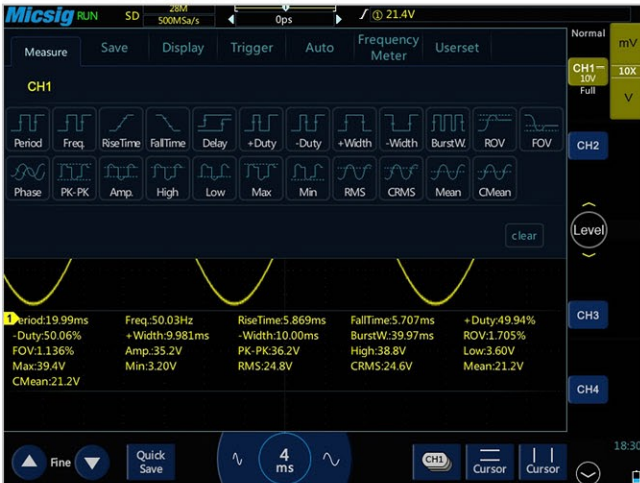 Micsig RUN SD 28M 500MSa/s 0ps ① 21.4V
Measure Save Display Trigger Auto Frequency Meter Userset
CH1
Period Freq. RiseTime FallTime Delay +Duty -Duty +Width -Width BurstW. ROV FOV
Phase PK-PK Amp. High Low Max Min RMS CRMS Mean CMean
clear
1
eriod:19.99ms Freq.:50.03Hz RiseTime:5.869ms FallTime:5.707ms +Duty:49.94%
-Duty:50.06% +Width:9.981ms -Width:10.00ms BurstW:39.97ms ROV:1.705%
FOV:1.136% Amp:35.2V PK-PK:36.2V High:38.8V Low:3.60V
Max:39.4V Min:3.20V RMS:24.8V CRMS:24.6V Mean:21.2V
CMean:21.2V
Fine Quick Save 4 ms CH1 Cursor Cursor
Normal
mV
CH1
10V
10X
Full
V
CH2
Level
CH3
CH4
18:30